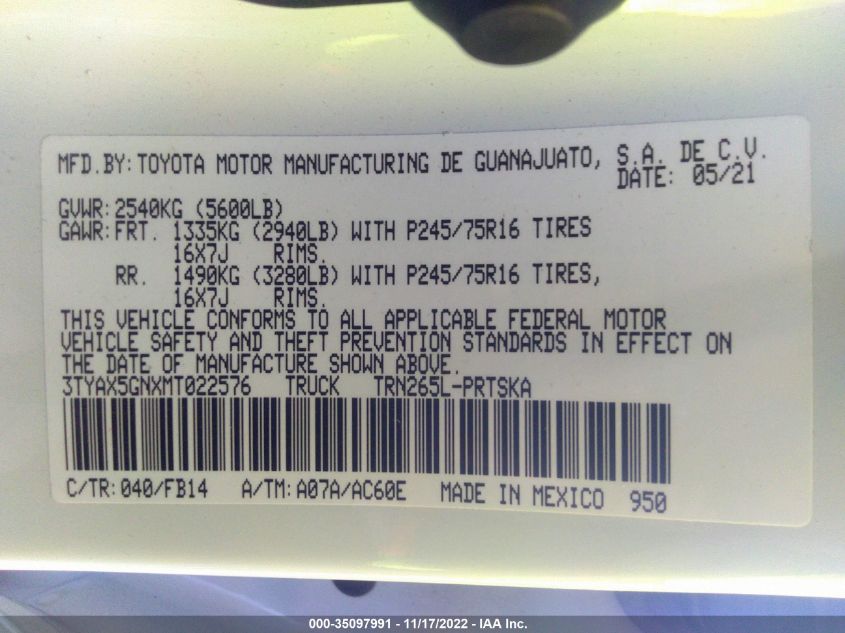 MFD.BY: TOYOTA MOTOR MANUFACTURING DE GUANAJUATO, S.A. DE C.V.
DATE: 05/21
GVWR: 2540KG (5600LB)
GAWR: FRT. 1335KG (2940LB) WITH P245/75R16 TIRES
16X7J RIMS.
RR. 1490KG (3280LB) WITH P245/75R16 TIRES,
16X7J RIMS.
THIS VEHICLE CONFORMS TO ALL APPLICABLE FEDERAL MOTOR
VEHICLE SAFETY AND THEFT PREVENTION STANDARDS IN EFFECT ON
THE DATE OF MANUFACTURE SHOWN ABOVE.
3TYAX5GNXMT022576 TRUCK TRN265L-PRTSKA
C/TR: 040/FB14 A/TM: A07A/AC60E MADE IN MEXICO 950
000-35097991 - 11/17/2022 - IAA Inc.